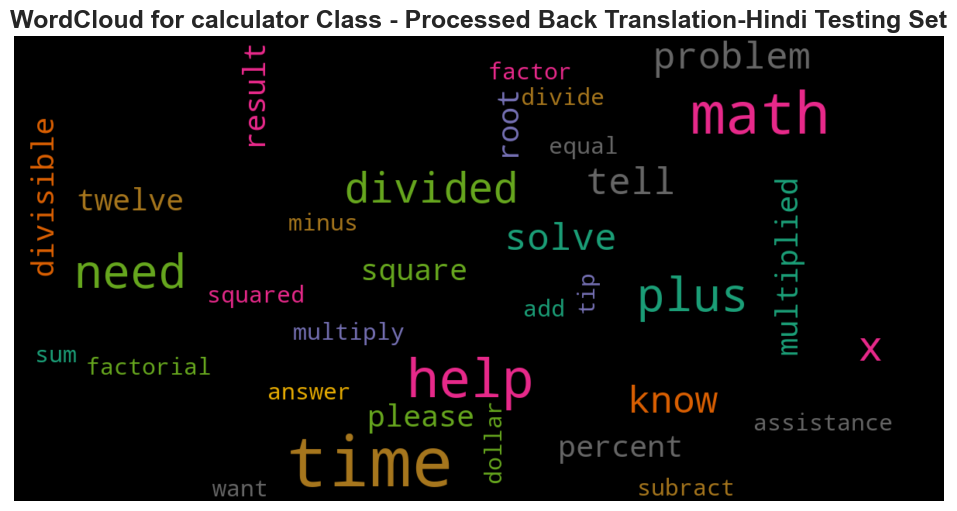 WordCloud for calculator Class - Processed Back Translation-Hindi Testing Set
problem
result
factor
math
divide
root
divisible
equal
tell
divided
multiplied
twelve
minus
solve
need
square
plus
squared
tip
add
multiply
x
sum
factorial
help
answer
know
please
dollar
assistance
time
percent
want
subract